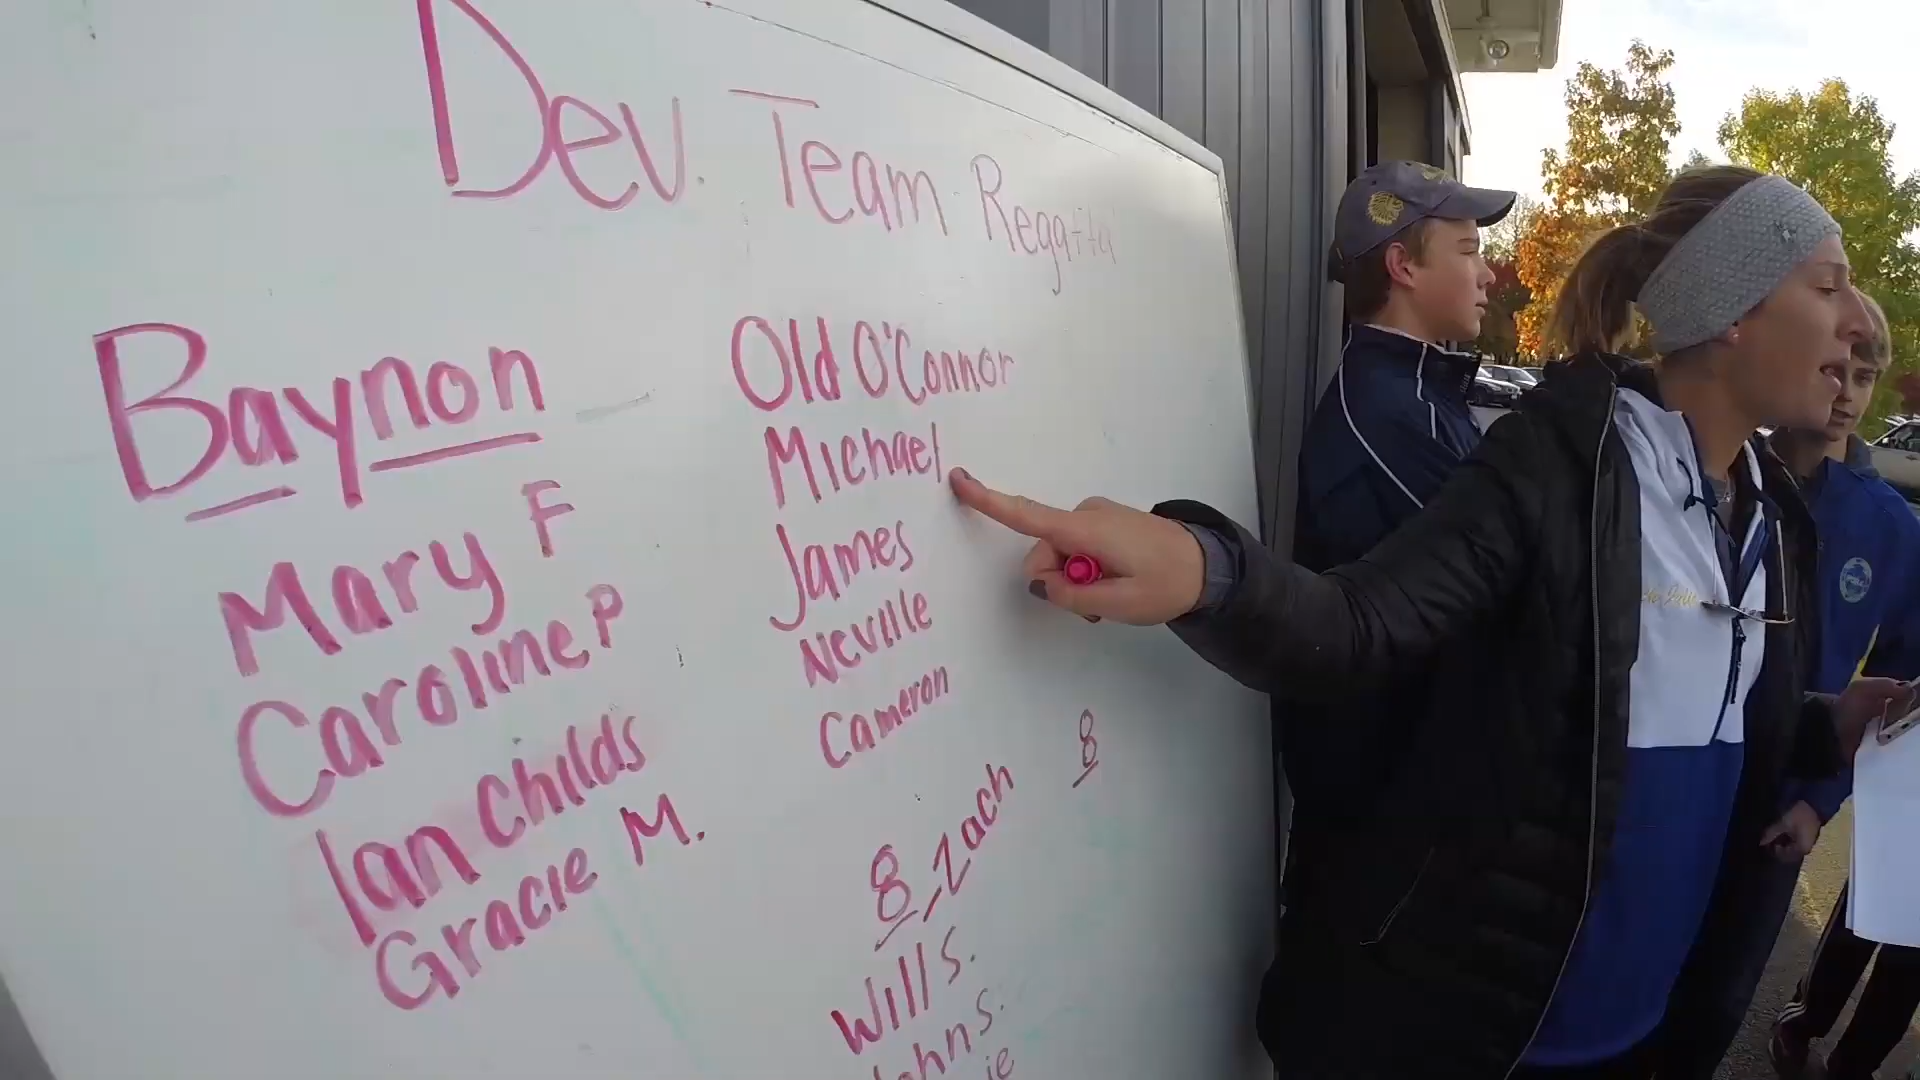 Dev. Team Regatta
Baynon
Mary F
Caroline P
Ian Childs
Gracie M.
Old O'Connor
Michael
James
Neville
Cameron
8 Zach
Will S.
John S.
8